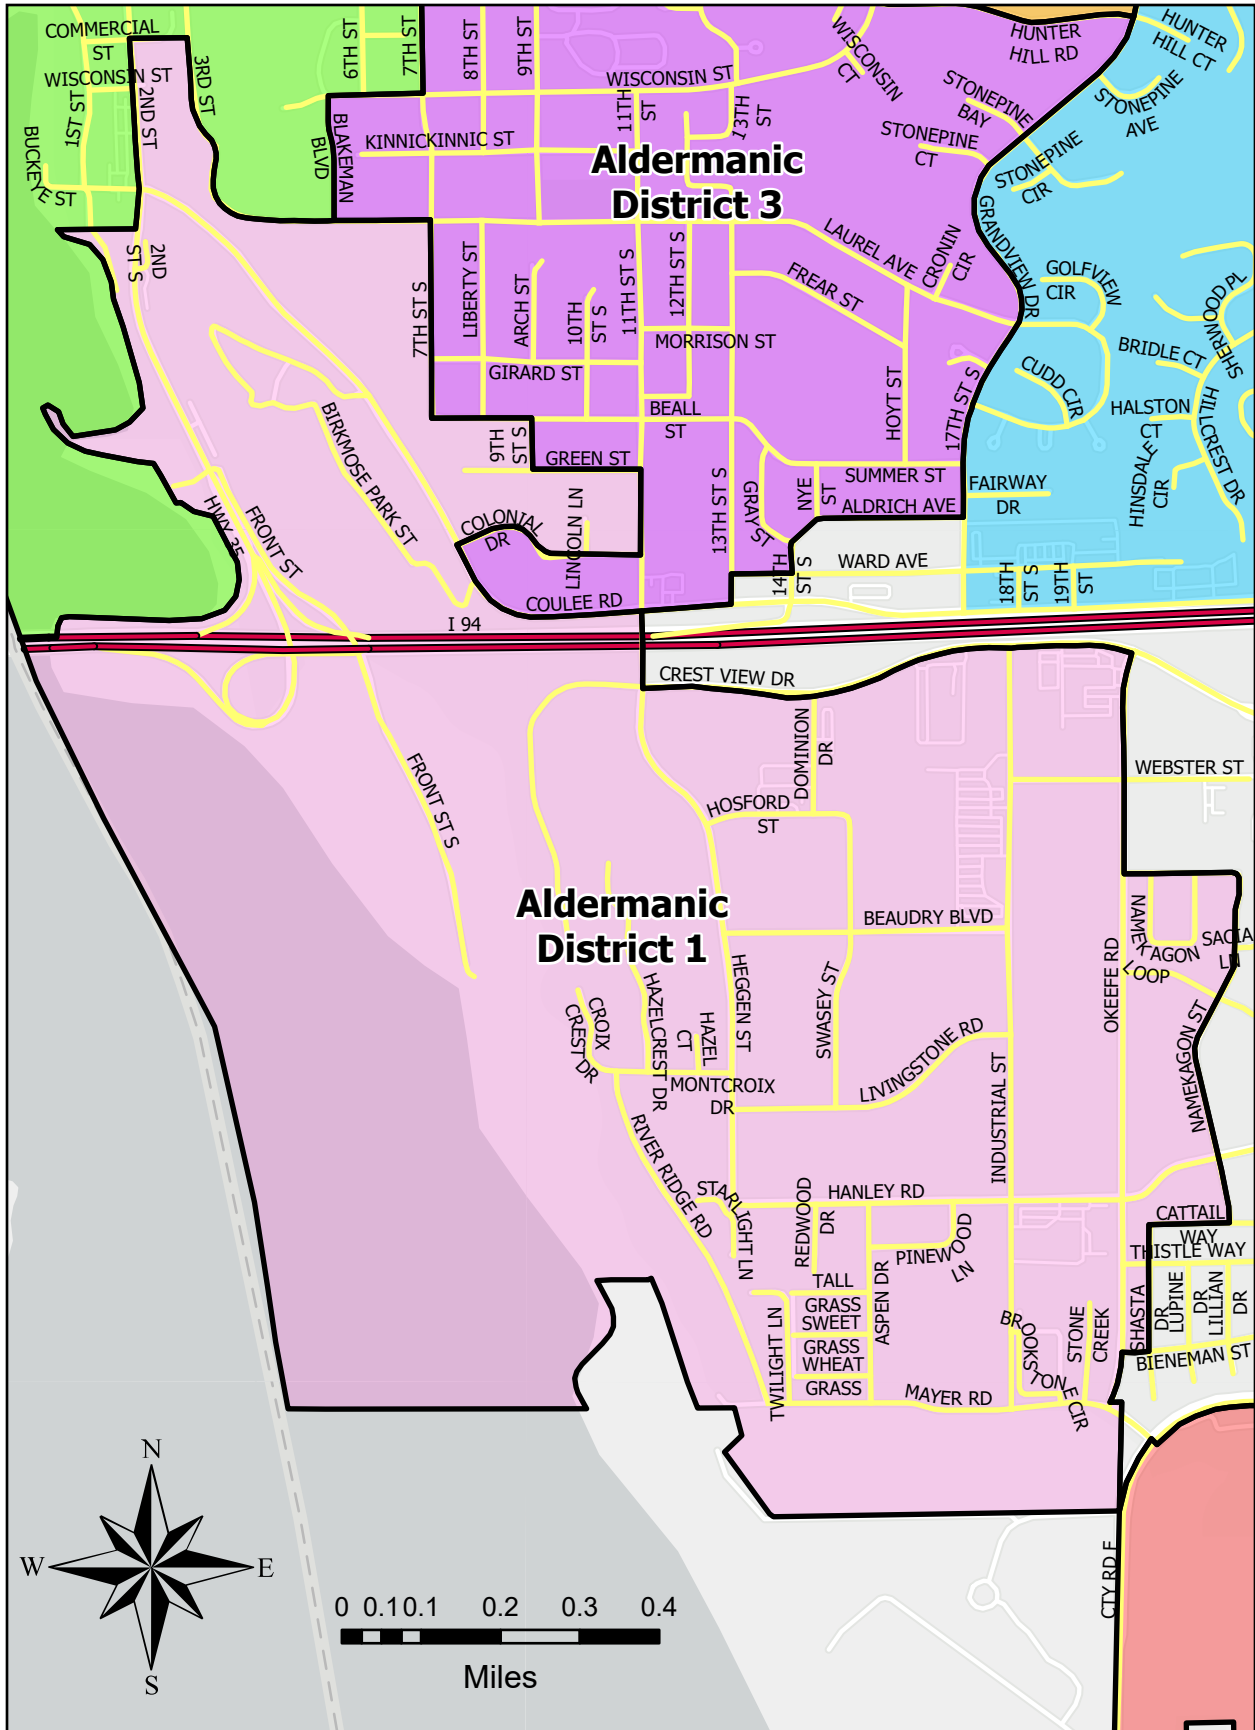 COMMERCIAL
ST
WISCONSIN ST
1ST ST
2ND ST
3RD ST
BUCKEYE ST
6TH ST
7TH ST
8TH ST
9TH ST
BLAKEMAN
BLVD
KINNICKINNIC ST
WISCONSIN ST
11TH
ST
13TH
ST
WISCONSIN
CT
HUNTER
HILL RD
HUNTER
HILL CT
STONEPINE
BAY
STONEPINE
CT
STONEPINE
AVE
STONEPINE
CIR
Aldermanic
District 3
2ND
ST S
7TH ST S
LIBERTY ST
ARCH ST
10TH
ST S
11TH ST S
12TH ST S
LAUREL AVE
CRONIN
CIR
FREAR ST
GRANDVIEW DR
GOLFVIEW
CIR
SHERWOOD PL
BRIDLE CT
CUDD CIR
HALSTON
CT
HILLCREST DR
HINSDALE
CIR
MORRISON ST
GIRARD ST
BEALL
ST
HOYT ST
17TH ST S
BIRKMOSE PARK ST
9TH
ST S
GREEN ST
13TH ST S
GRAY ST
NYE
ST
SUMMER ST
ALDRICH AVE
FAIRWAY
DR
HWY 35
FRONT ST
COLONIAL
DR
LINCOLN LN
COULEE RD
14TH
ST S
WARD AVE
18TH
ST S
19TH
ST
I 94
CREST VIEW DR
DOMINION
DR
WEBSTER ST
FRONT ST S
HOSFORD
ST
Aldermanic
District 1
BEAUDRY BLVD
NAMEKAGON
LOOP
SACIA
LN
OKEEFE RD
HEGGEN ST
SWASEY ST
CROIX
CREST DR
HAZELCREST DR
HAZEL
CT
MONTCROIX
DR
LIVINGSTONE RD
INDUSTRIAL ST
NAMEKAGON ST
RIVER RIDGE RD
STARLIGHT LN
REDWOOD
DR
HANLEY RD
PINEWOOD
LN
CATTAIL
WAY
THISTLE WAY
TALL
GRASS
SWEET
GRASS
WHEAT
GRASS
ASPEN DR
TWILIGHT LN
BROOKSTONE CIR
STONE
CREEK
SHASTA
DR
LUPINE
DR
LILLIAN
DR
BIENEMAN ST
MAYER RD
CTY RD F
N
W
E
S
0 0.1 0.1 0.2 0.3 0.4
Miles